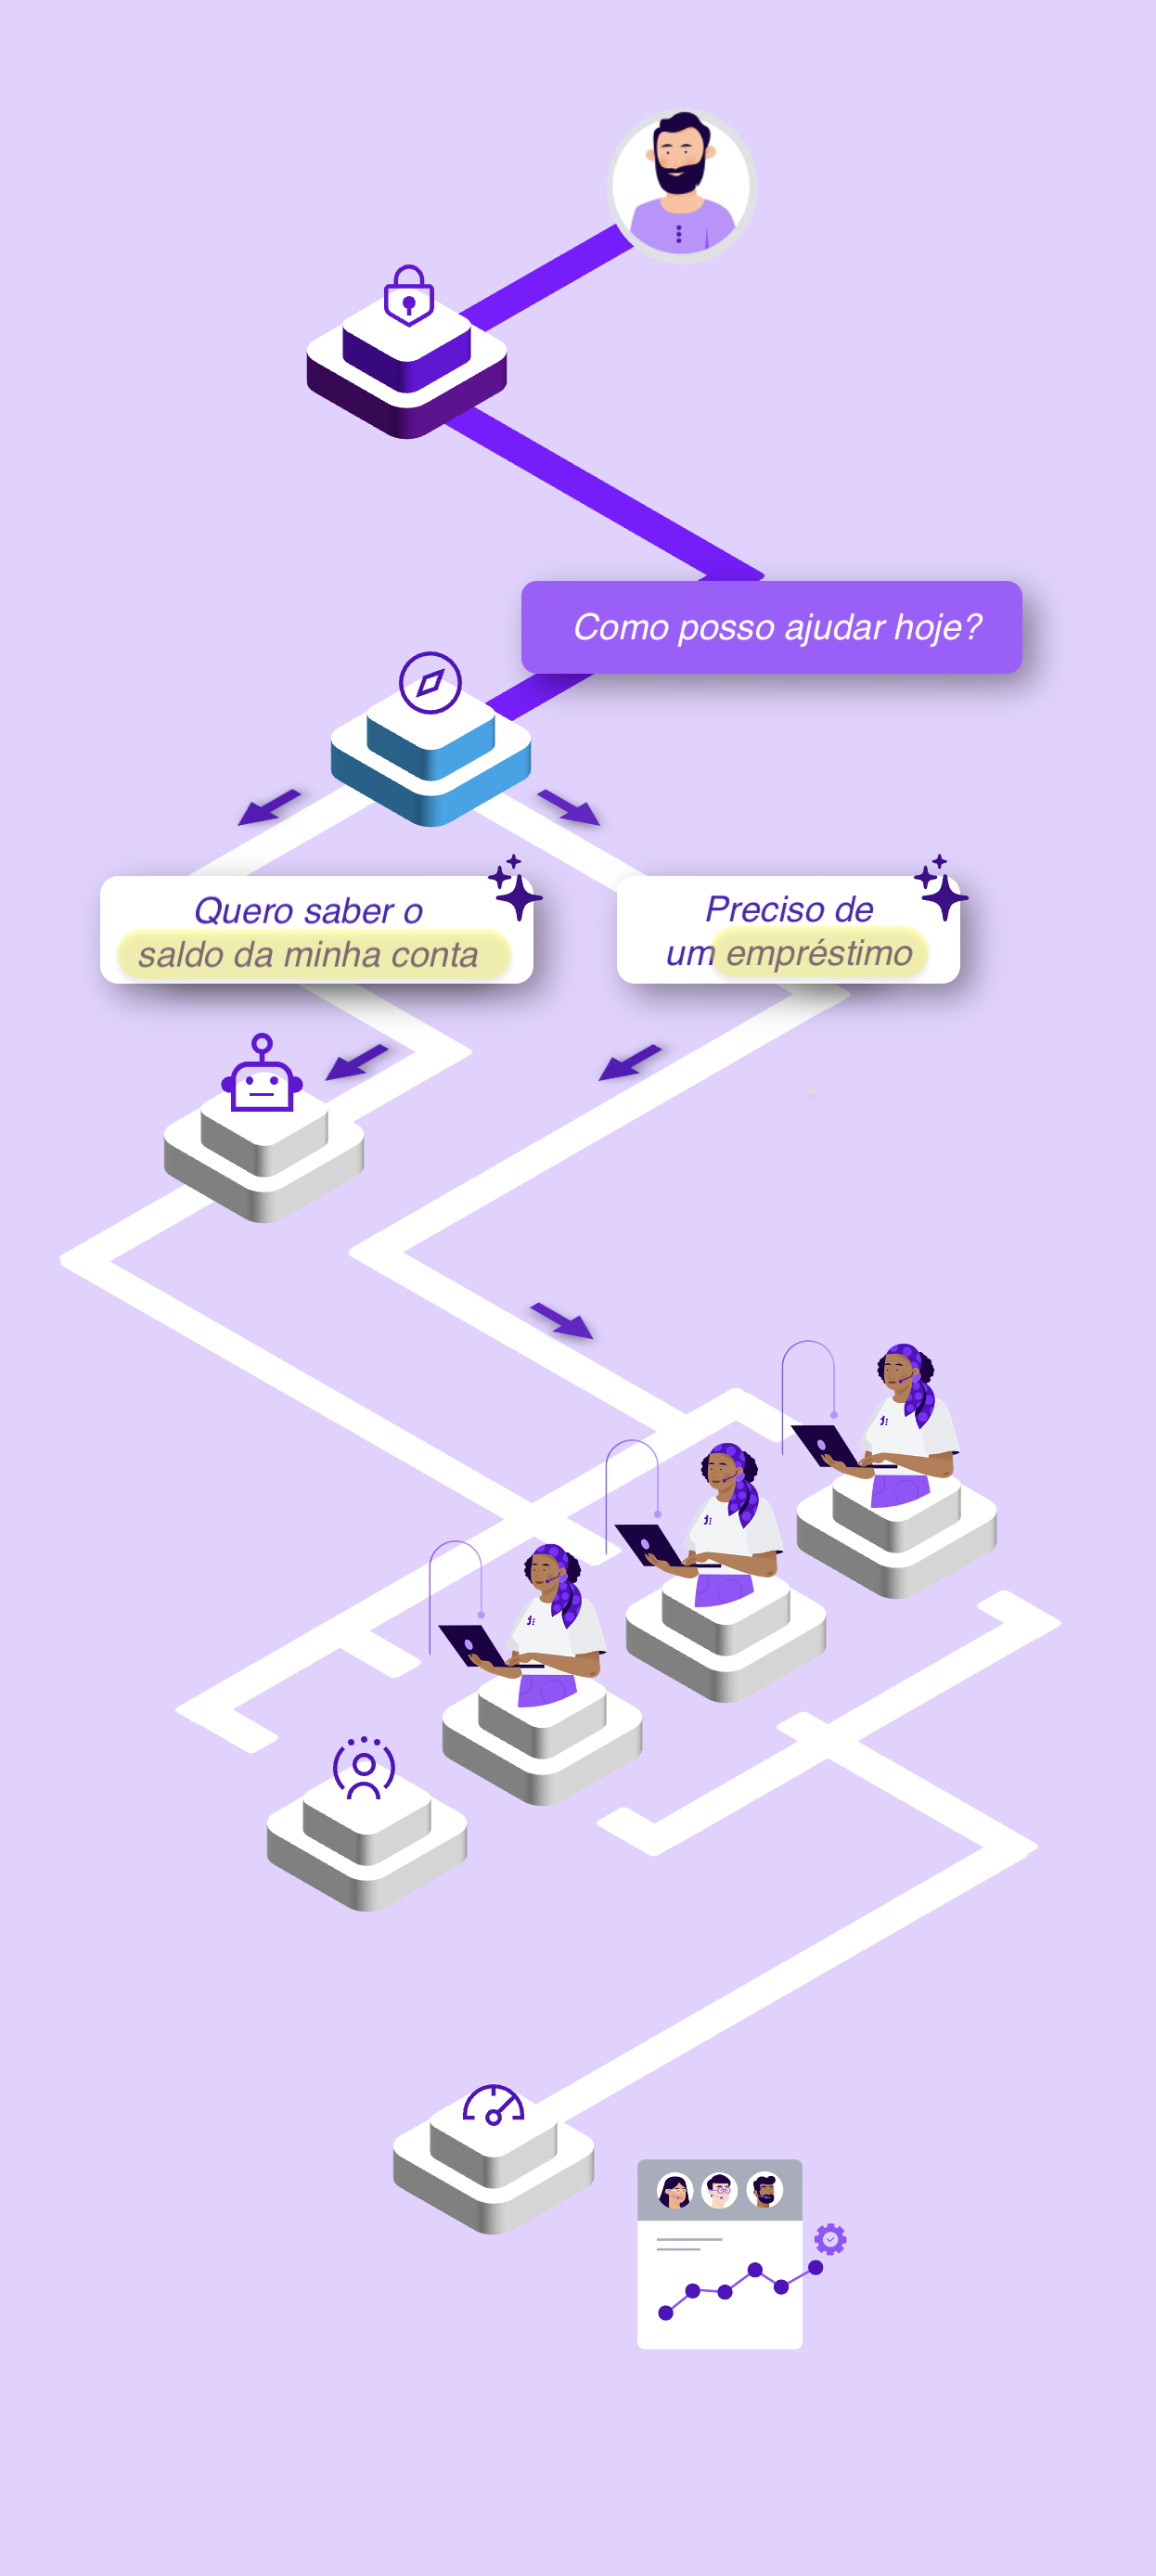 Como posso ajudar hoje?
Quero saber o
saldo da minha conta
Preciso de
um empréstimo